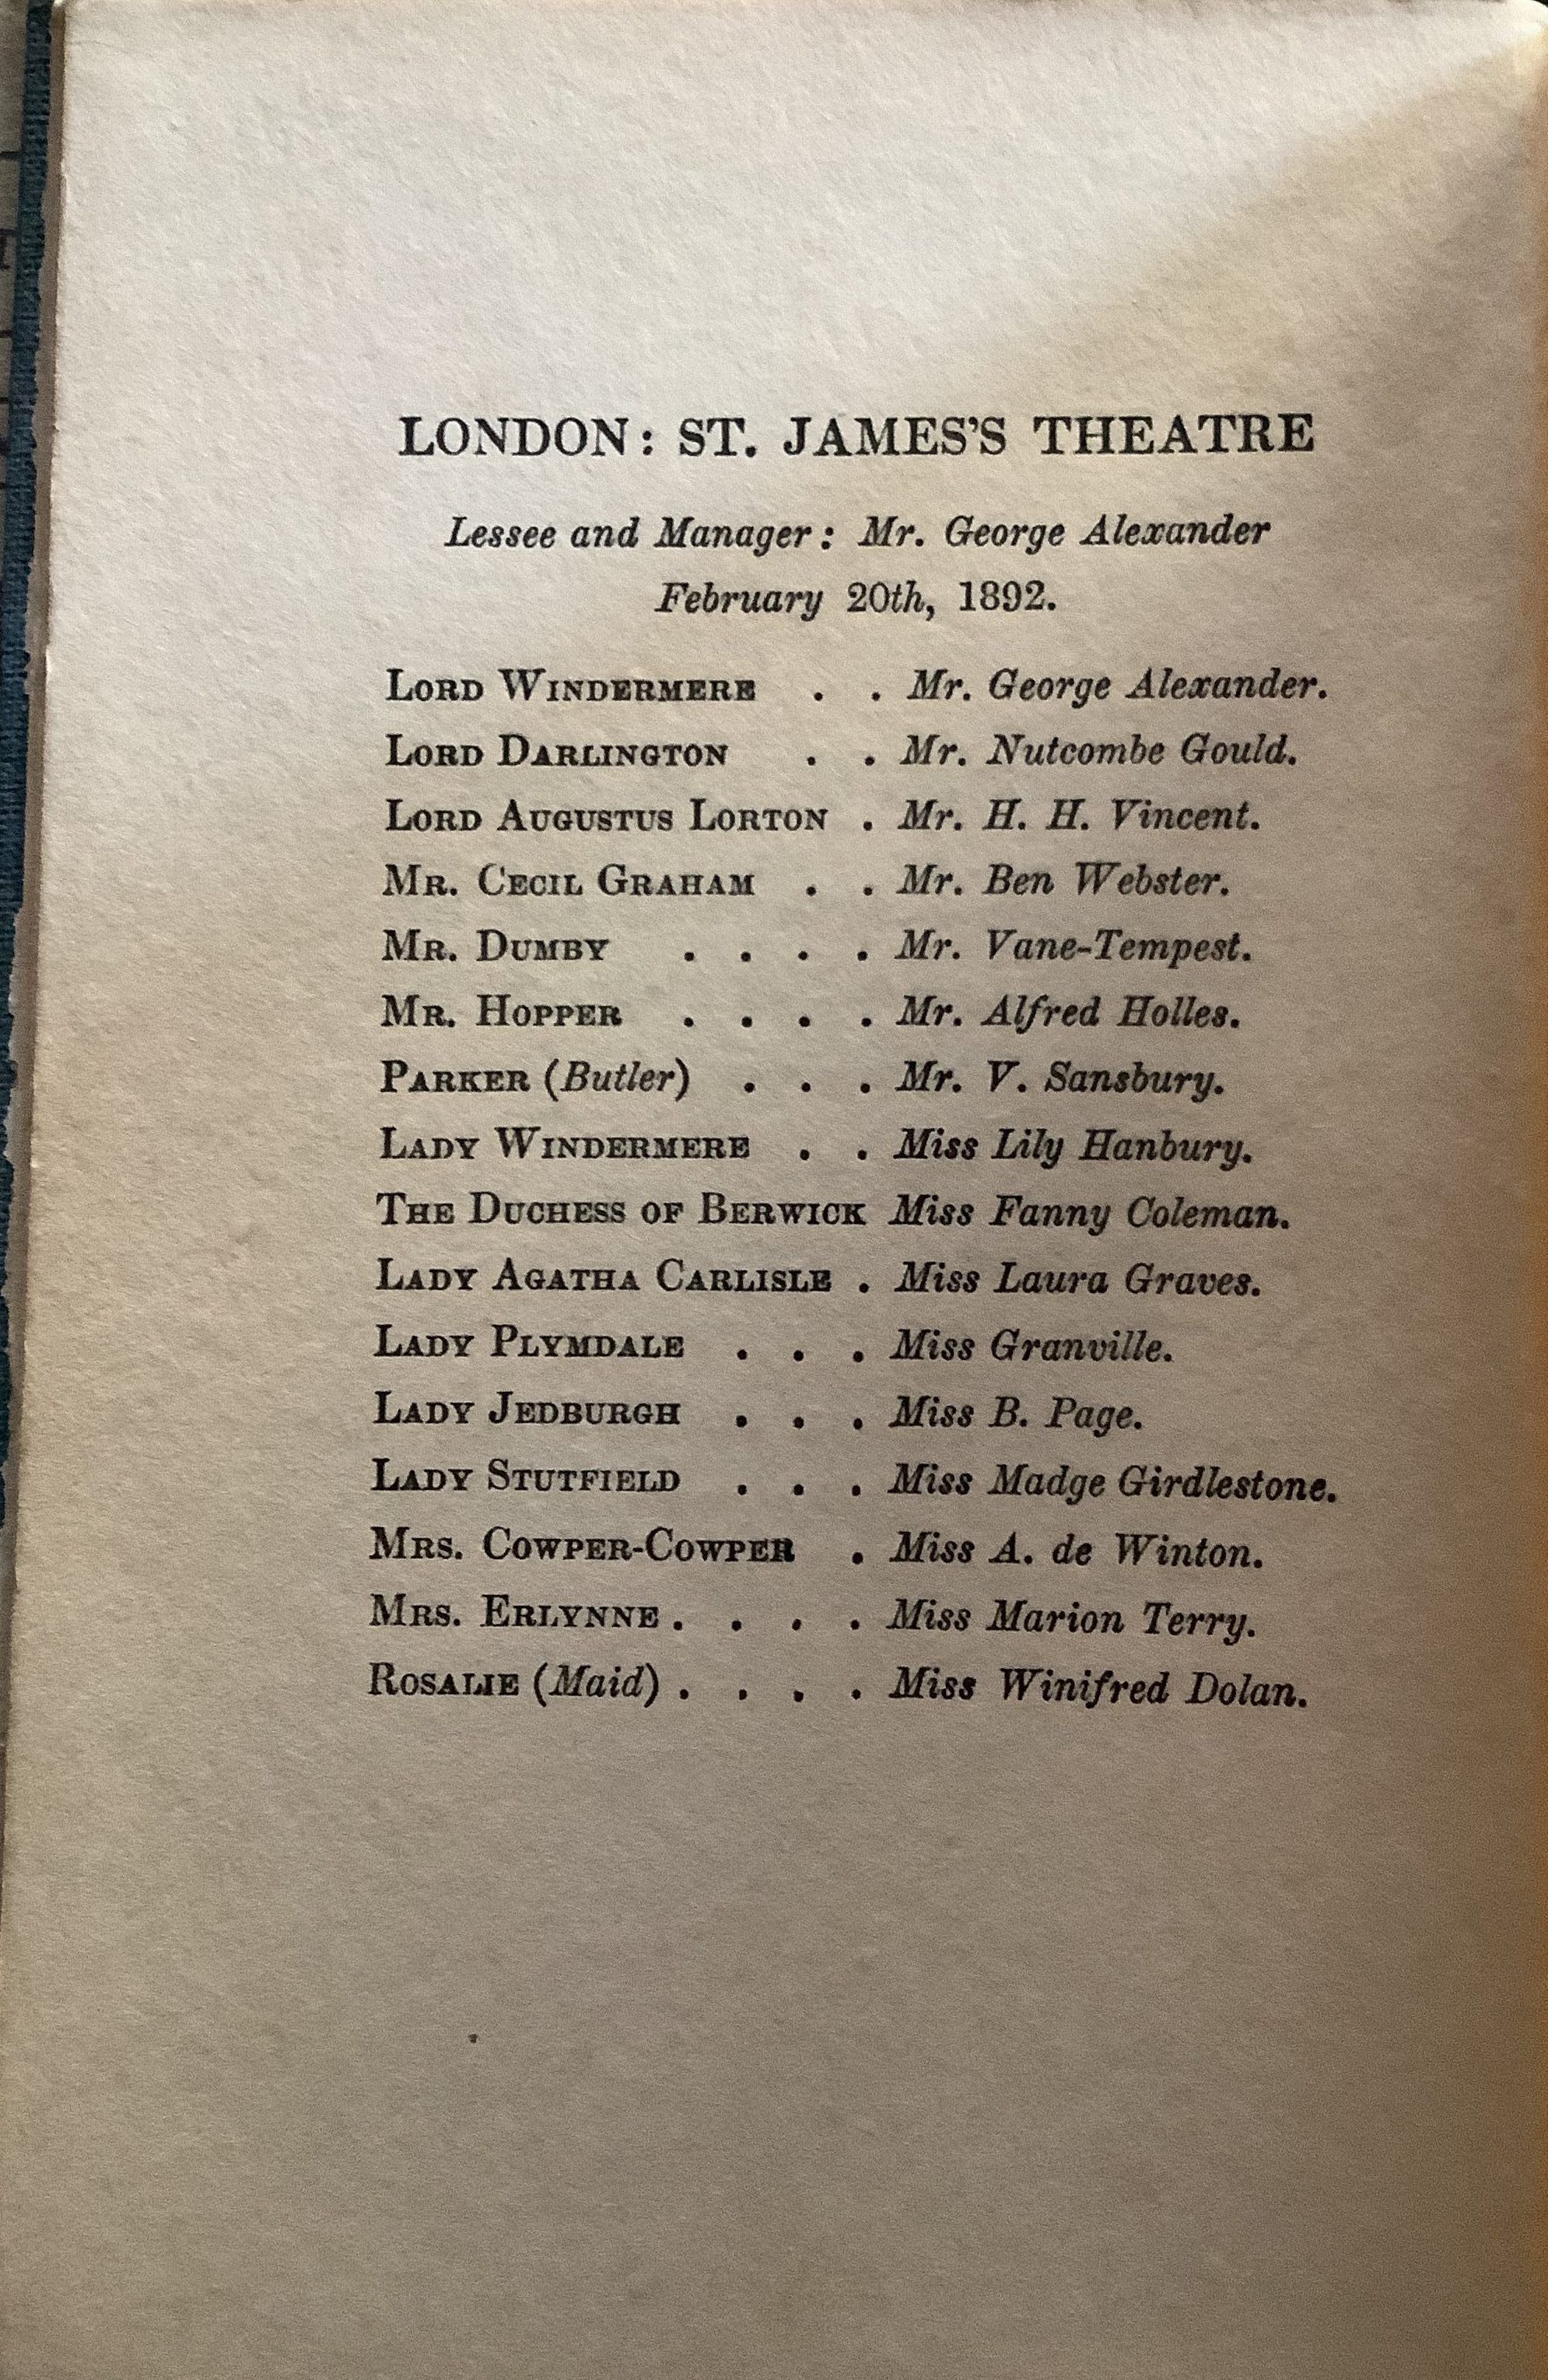 LONDON: ST. JAMES'S THEATRE
Lessee and Manager: Mr. George Alexander
February 20th, 1892.
LORD WINDERMERE . . Mr. George Alexander.
LORD DARLINGTON . . Mr. Nutcombe Gould.
LORD AUGUSTUS LORTON . Mr. H. H. Vincent.
MR. CECIL GRAHAM . . Mr. Ben Webster.
MR. DUMBY . . . . Mr. Vane-Tempest.
MR. HOPPER . . . . Mr. Alfred Holles.
PARKER (Butler) . . . Mr. V. Sansbury.
LADY WINDERMERE . . Miss Lily Hanbury.
THE DUCHESS OF BERWICK Miss Fanny Coleman.
LADY AGATHA CARLISLE . Miss Laura Graves.
LADY PLYMDALE . . . Miss Granville.
LADY JEDBURGH . . . Miss B. Page.
LADY STUTFIELD . . . Miss Madge Girdlestone.
MRS. COWPER-COWPER . Miss A. de Winton.
MRS. ERLYNNE . . . . Miss Marion Terry.
ROSALIE (Maid) . . . . Miss Winifred Dolan.